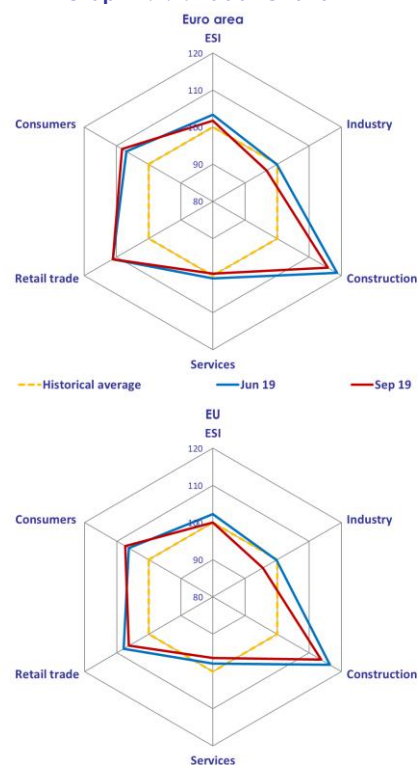 Euro area
ESI
120
Consumers
110
Industry
100
90
80
Retail trade
Construction
Services
Historical average
Jun 19
Sep 19
EU
ESI
120
Consumers
110
Industry
100
90
80
Retail trade
Construction
Services